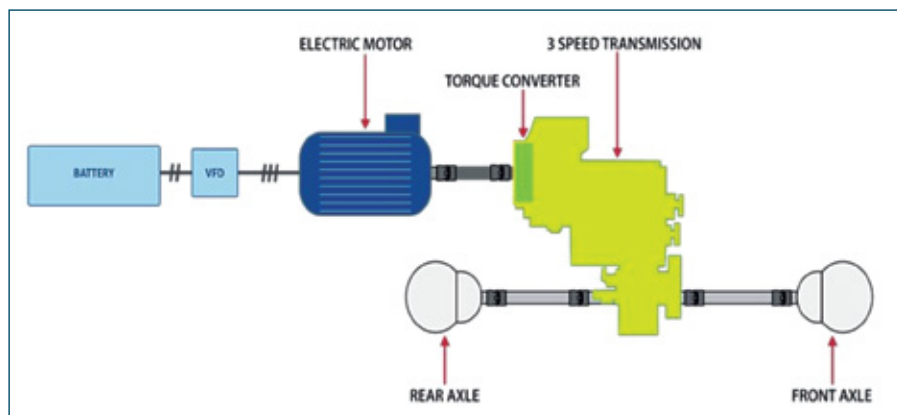 ELECTRIC MOTOR
3 SPEED TRANSMISSION
TORQUE CONVERTER
BATTERY
VFD
REAR AXLE
FRONT AXLE